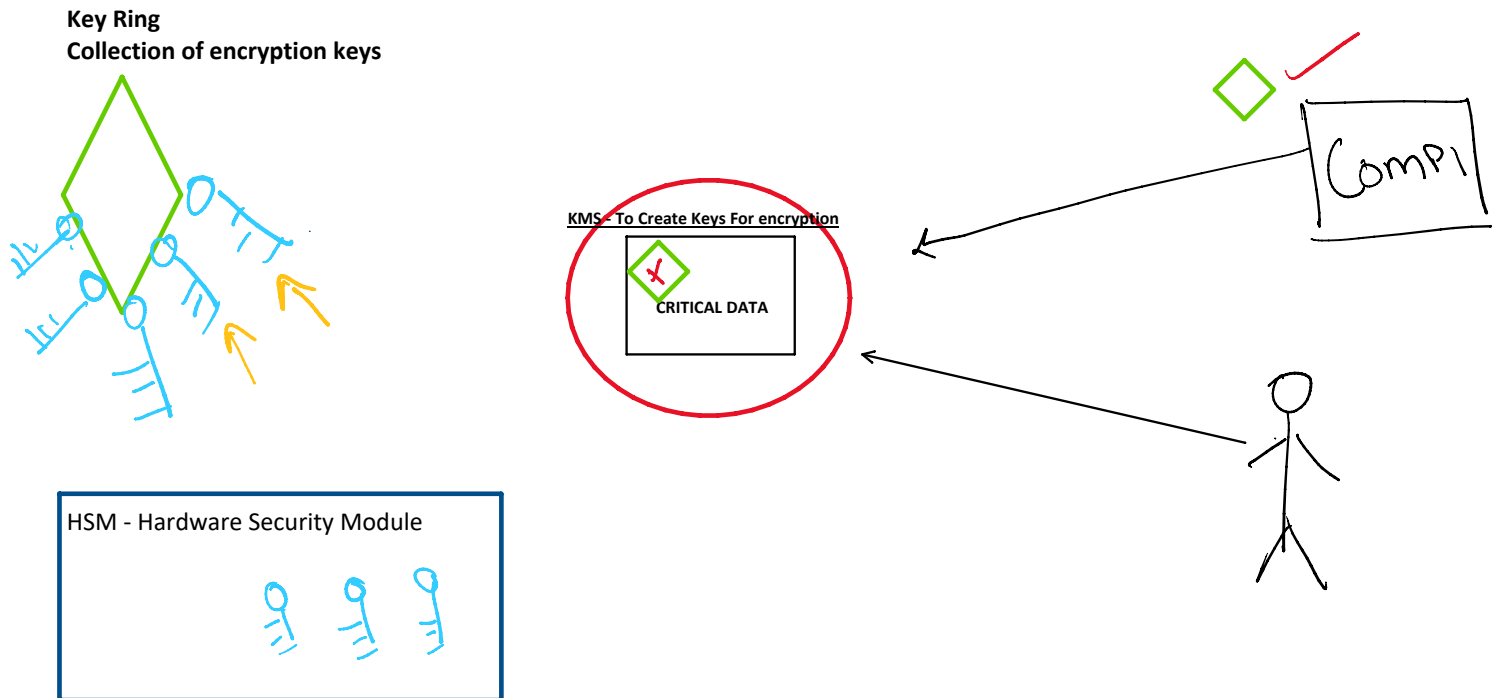 Key Ring
Collection of encryption keys
Comp1
KMS - To Create Keys For encryption
CRITICAL DATA
HSM - Hardware Security Module